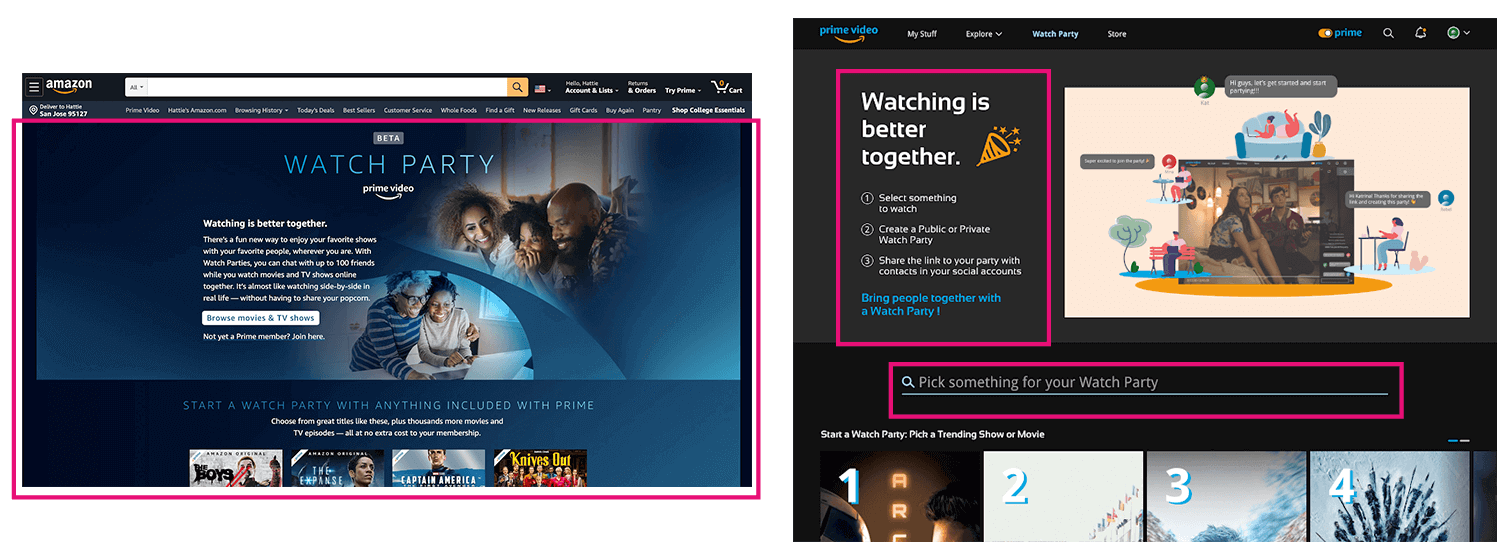 amazon
All
Hello, Hattie
Account & Lists
Returns
& Orders
Try Prime
0
Cart
Deliver to Hattie
San Jose 95127
Prime Video Hattie's Amazon.com Browsing History Today's Deals Best Sellers Customer Service Whole Foods Find a Gift New Releases Gift Cards Buy Again Pantry Shop College Essentials
BETA
WATCH PARTY
prime video
Watching is better together.
There's a fun new way to enjoy your favorite shows
with your favorite people, wherever you are. With
Watch Parties, you can chat with up to 100 friends
while you watch movies and TV shows online
together. It's almost like watching side-by-side in
real life — without having to share your popcorn.
Browse movies & TV shows
Not yet a Prime member? Join here.
START A WATCH PARTY WITH ANYTHING INCLUDED WITH PRIME
Choose from great titles like these, plus thousands more movies and
TV episodes — all at no extra cost to your membership.
AMAZON ORIGINAL
THE BOYS
AMAZON ORIGINAL
THE EXPANSE
CAPTAIN AMERICA
Knives Out
prime video
My Stuff Explore Watch Party Store
prime
Watching is
better
together.
1 Select something
to watch
2 Create a Public or Private
Watch Party
3 Share the link to your party with
contacts in your social accounts
Bring people together with
a Watch Party !
Hi guys, let's get started and start
partying!!!
Kat
Super excited to join the party!
Hi Katrina! Thanks for sharing the
link and creating this party!
Pick something for your Watch Party
Start a Watch Party: Pick a Trending Show or Movie
1 2 3 4
A
R